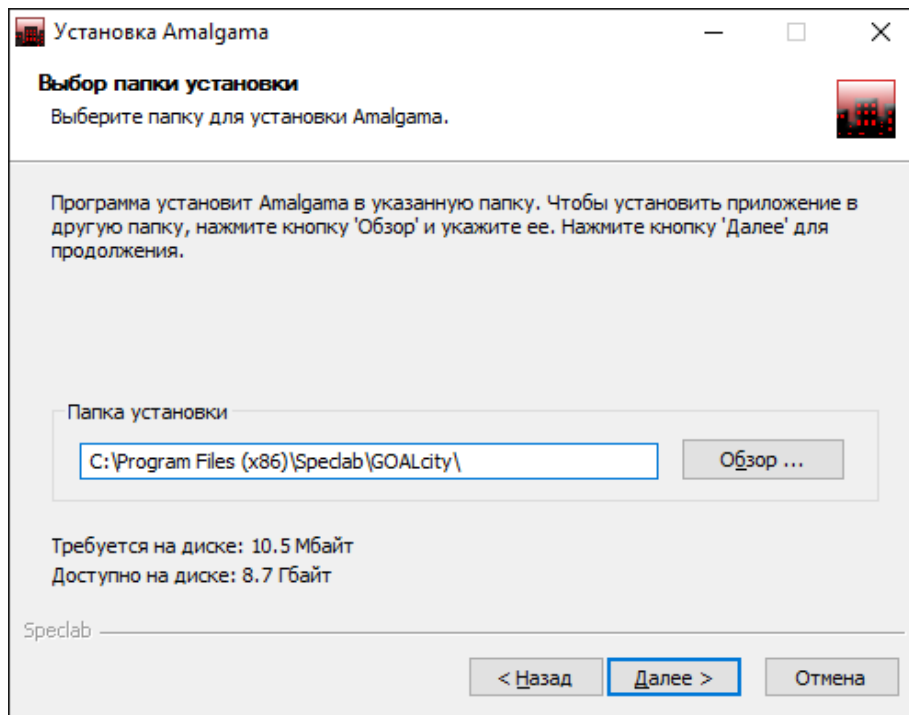 Установка Amalgama
Выбор папки установки
Выберите папку для установки Amalgama.
Программа установит Amalgama в указанную папку. Чтобы установить приложение в
другую папку, нажмите кнопку 'Обзор' и укажите ее. Нажмите кнопку 'Далее' для
продолжения.
Папка установки
C:\Program Files (x86)\Speclab\GOALcity\
Обзор ...
Требуется на диске: 10.5 Мбайт
Доступно на диске: 8.7 Гбайт
Speclab
< Назад
Далее >
Отмена